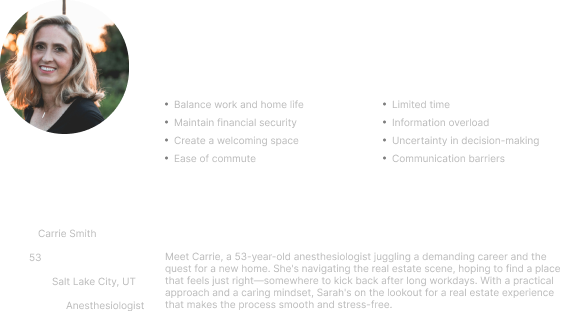 Balance work and home life
Maintain financial security
Create a welcoming space
Ease of commute
Limited time
Information overload
Uncertainty in decision-making
Communication barriers
Carrie Smith
53
Salt Lake City, UT
Anesthesiologist
Meet Carrie, a 53-year-old anesthesiologist juggling a demanding career and the
quest for a new home. She's navigating the real estate scene, hoping to find a place
that feels just right—somewhere to kick back after long workdays. With a practical
approach and a caring mindset, Sarah's on the lookout for a real estate experience
that makes the process smooth and stress-free.